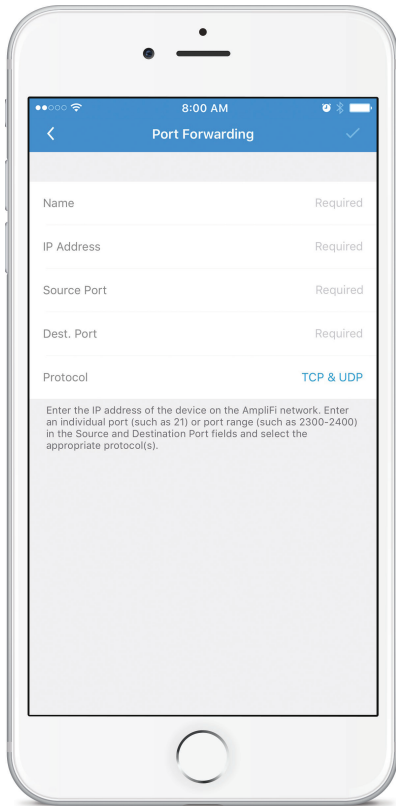 8:00 AM
Port Forwarding
Name Required
IP Address Required
Source Port Required
Dest. Port Required
Protocol TCP & UDP
Enter the IP address of the device on the AmpliFi network. Enter
an individual port (such as 21) or port range (such as 2300-2400)
in the Source and Destination Port fields and select the
appropriate protocol(s).